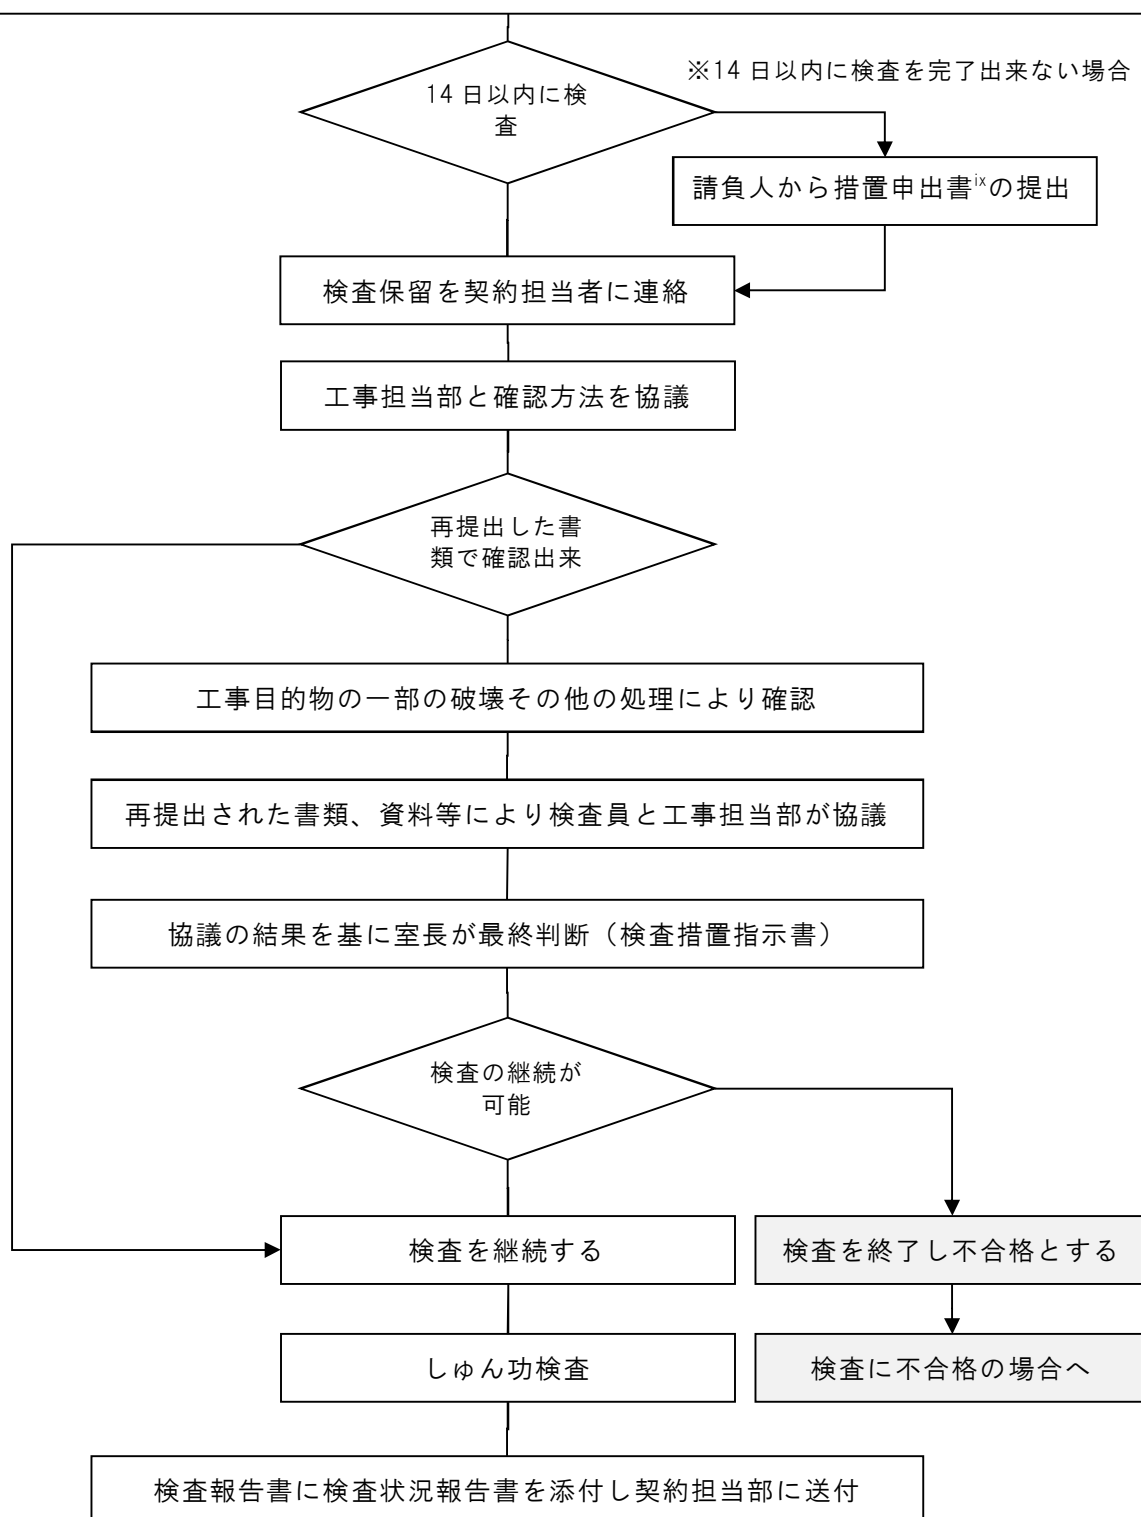 ※14日以内に検査を完了出来ない場合
14日以内に検
査
請負人から措置申出書ixの提出
検査保留を契約担当者に連絡
工事担当部と確認方法を協議
再提出した書
類で確認出来
工事目的物の一部の破壊その他の処理により確認
再提出された書類、資料等により検査員と工事担当部が協議
協議の結果を基に室長が最終判断（検査措置指示書）
検査の継続が
可能
検査を継続する
検査を終了し不合格とする
しゅん功検査
検査に不合格の場合へ
検査報告書に検査状況報告書を添付し契約担当部に送付